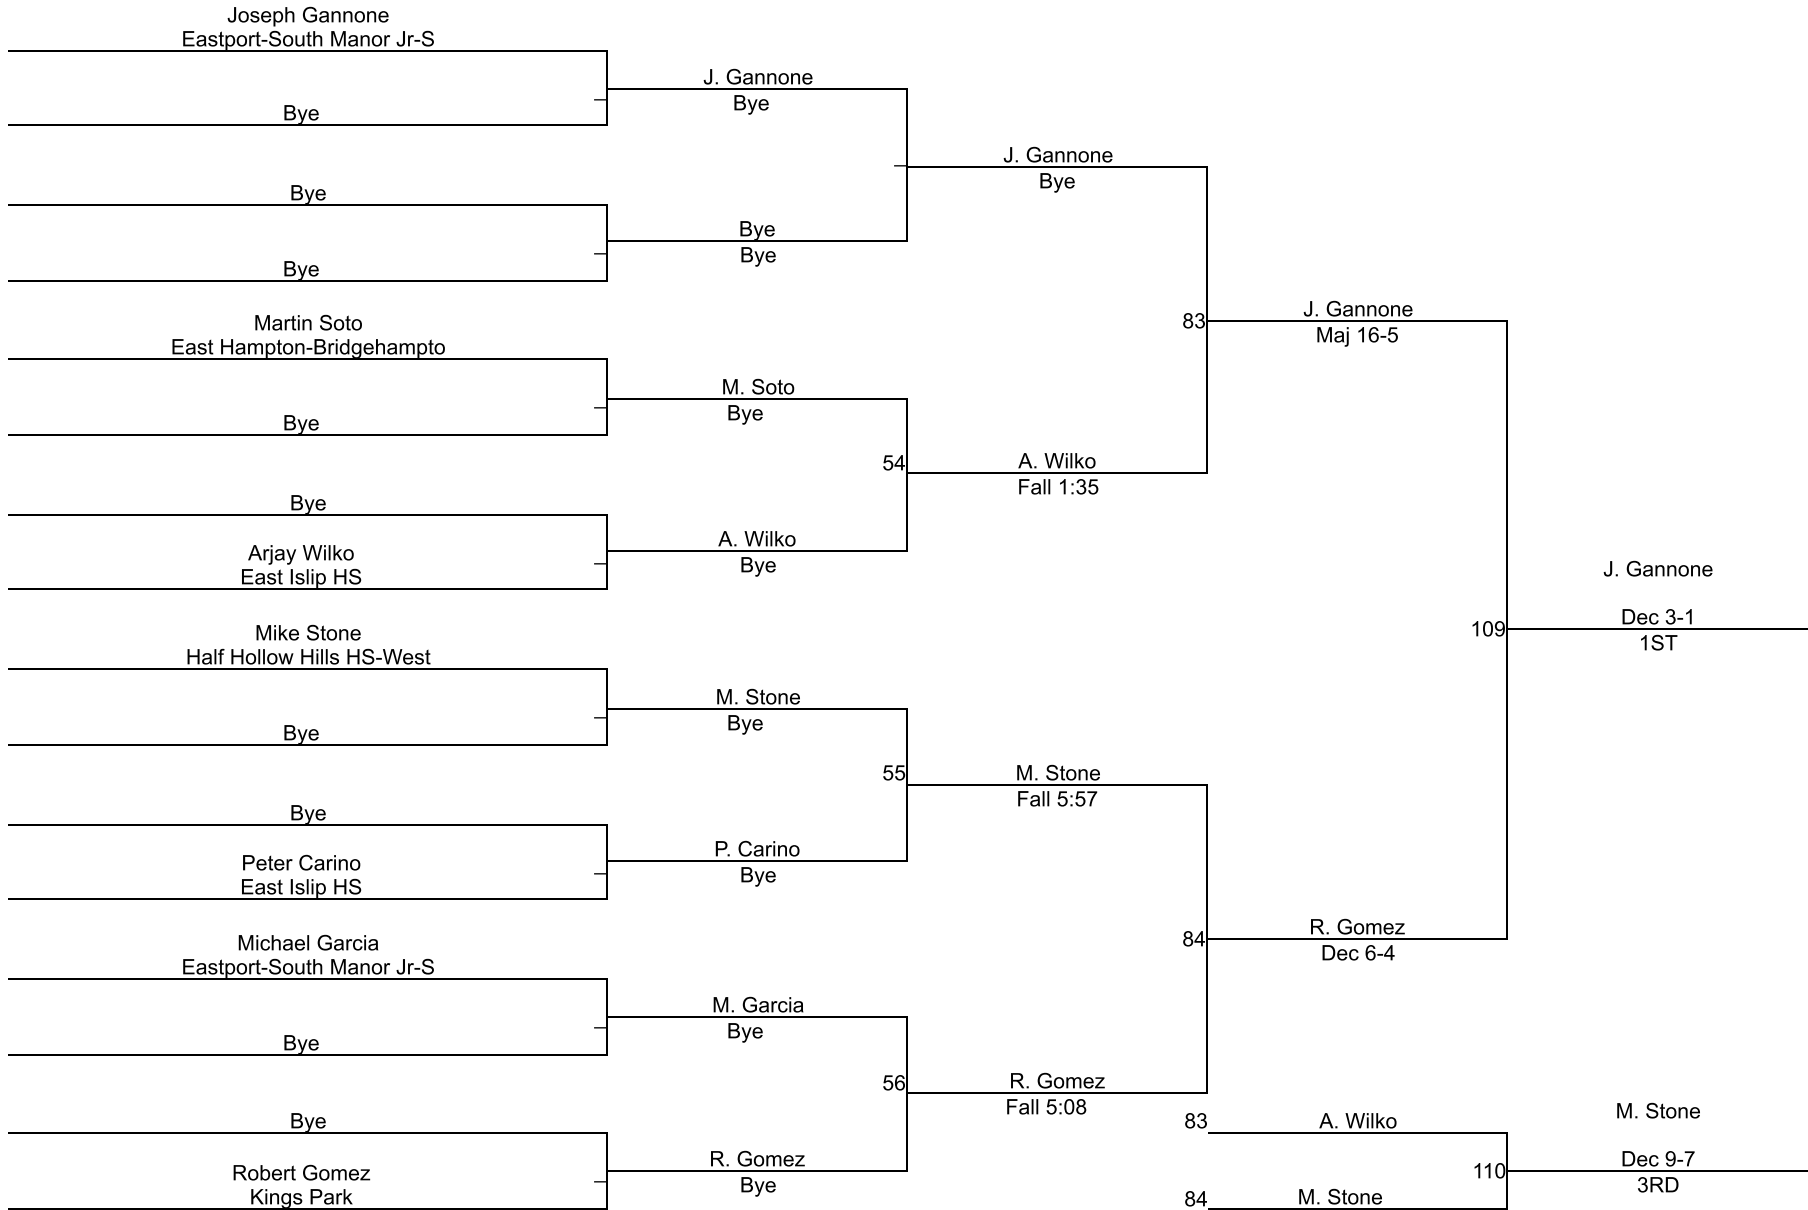 Joseph Gannone
Eastport-South Manor Jr-S
Bye
Bye
Bye
Martin Soto
East Hampton-Bridgehampto
Bye
Bye
Arjay Wilko
East Islip HS
Mike Stone
Half Hollow Hills HS-West
Bye
Bye
Peter Carino
East Islip HS
Michael Garcia
Eastport-South Manor Jr-S
Bye
Bye
Robert Gomez
Kings Park
J. Gannone
Bye
Bye
Bye
M. Soto
Bye
54
A. Wilko
Bye
M. Stone
Bye
55
P. Carino
Bye
M. Garcia
Bye
56
R. Gomez
Bye
J. Gannone
Bye
83
A. Wilko
Fall 1:35
M. Stone
Fall 5:57
84
R. Gomez
Fall 5:08
J. Gannone
Maj 16-5
109
R. Gomez
Dec 6-4
83
A. Wilko
110
84
M. Stone
J. Gannone
Dec 3-1
1ST
M. Stone
Dec 9-7
3RD